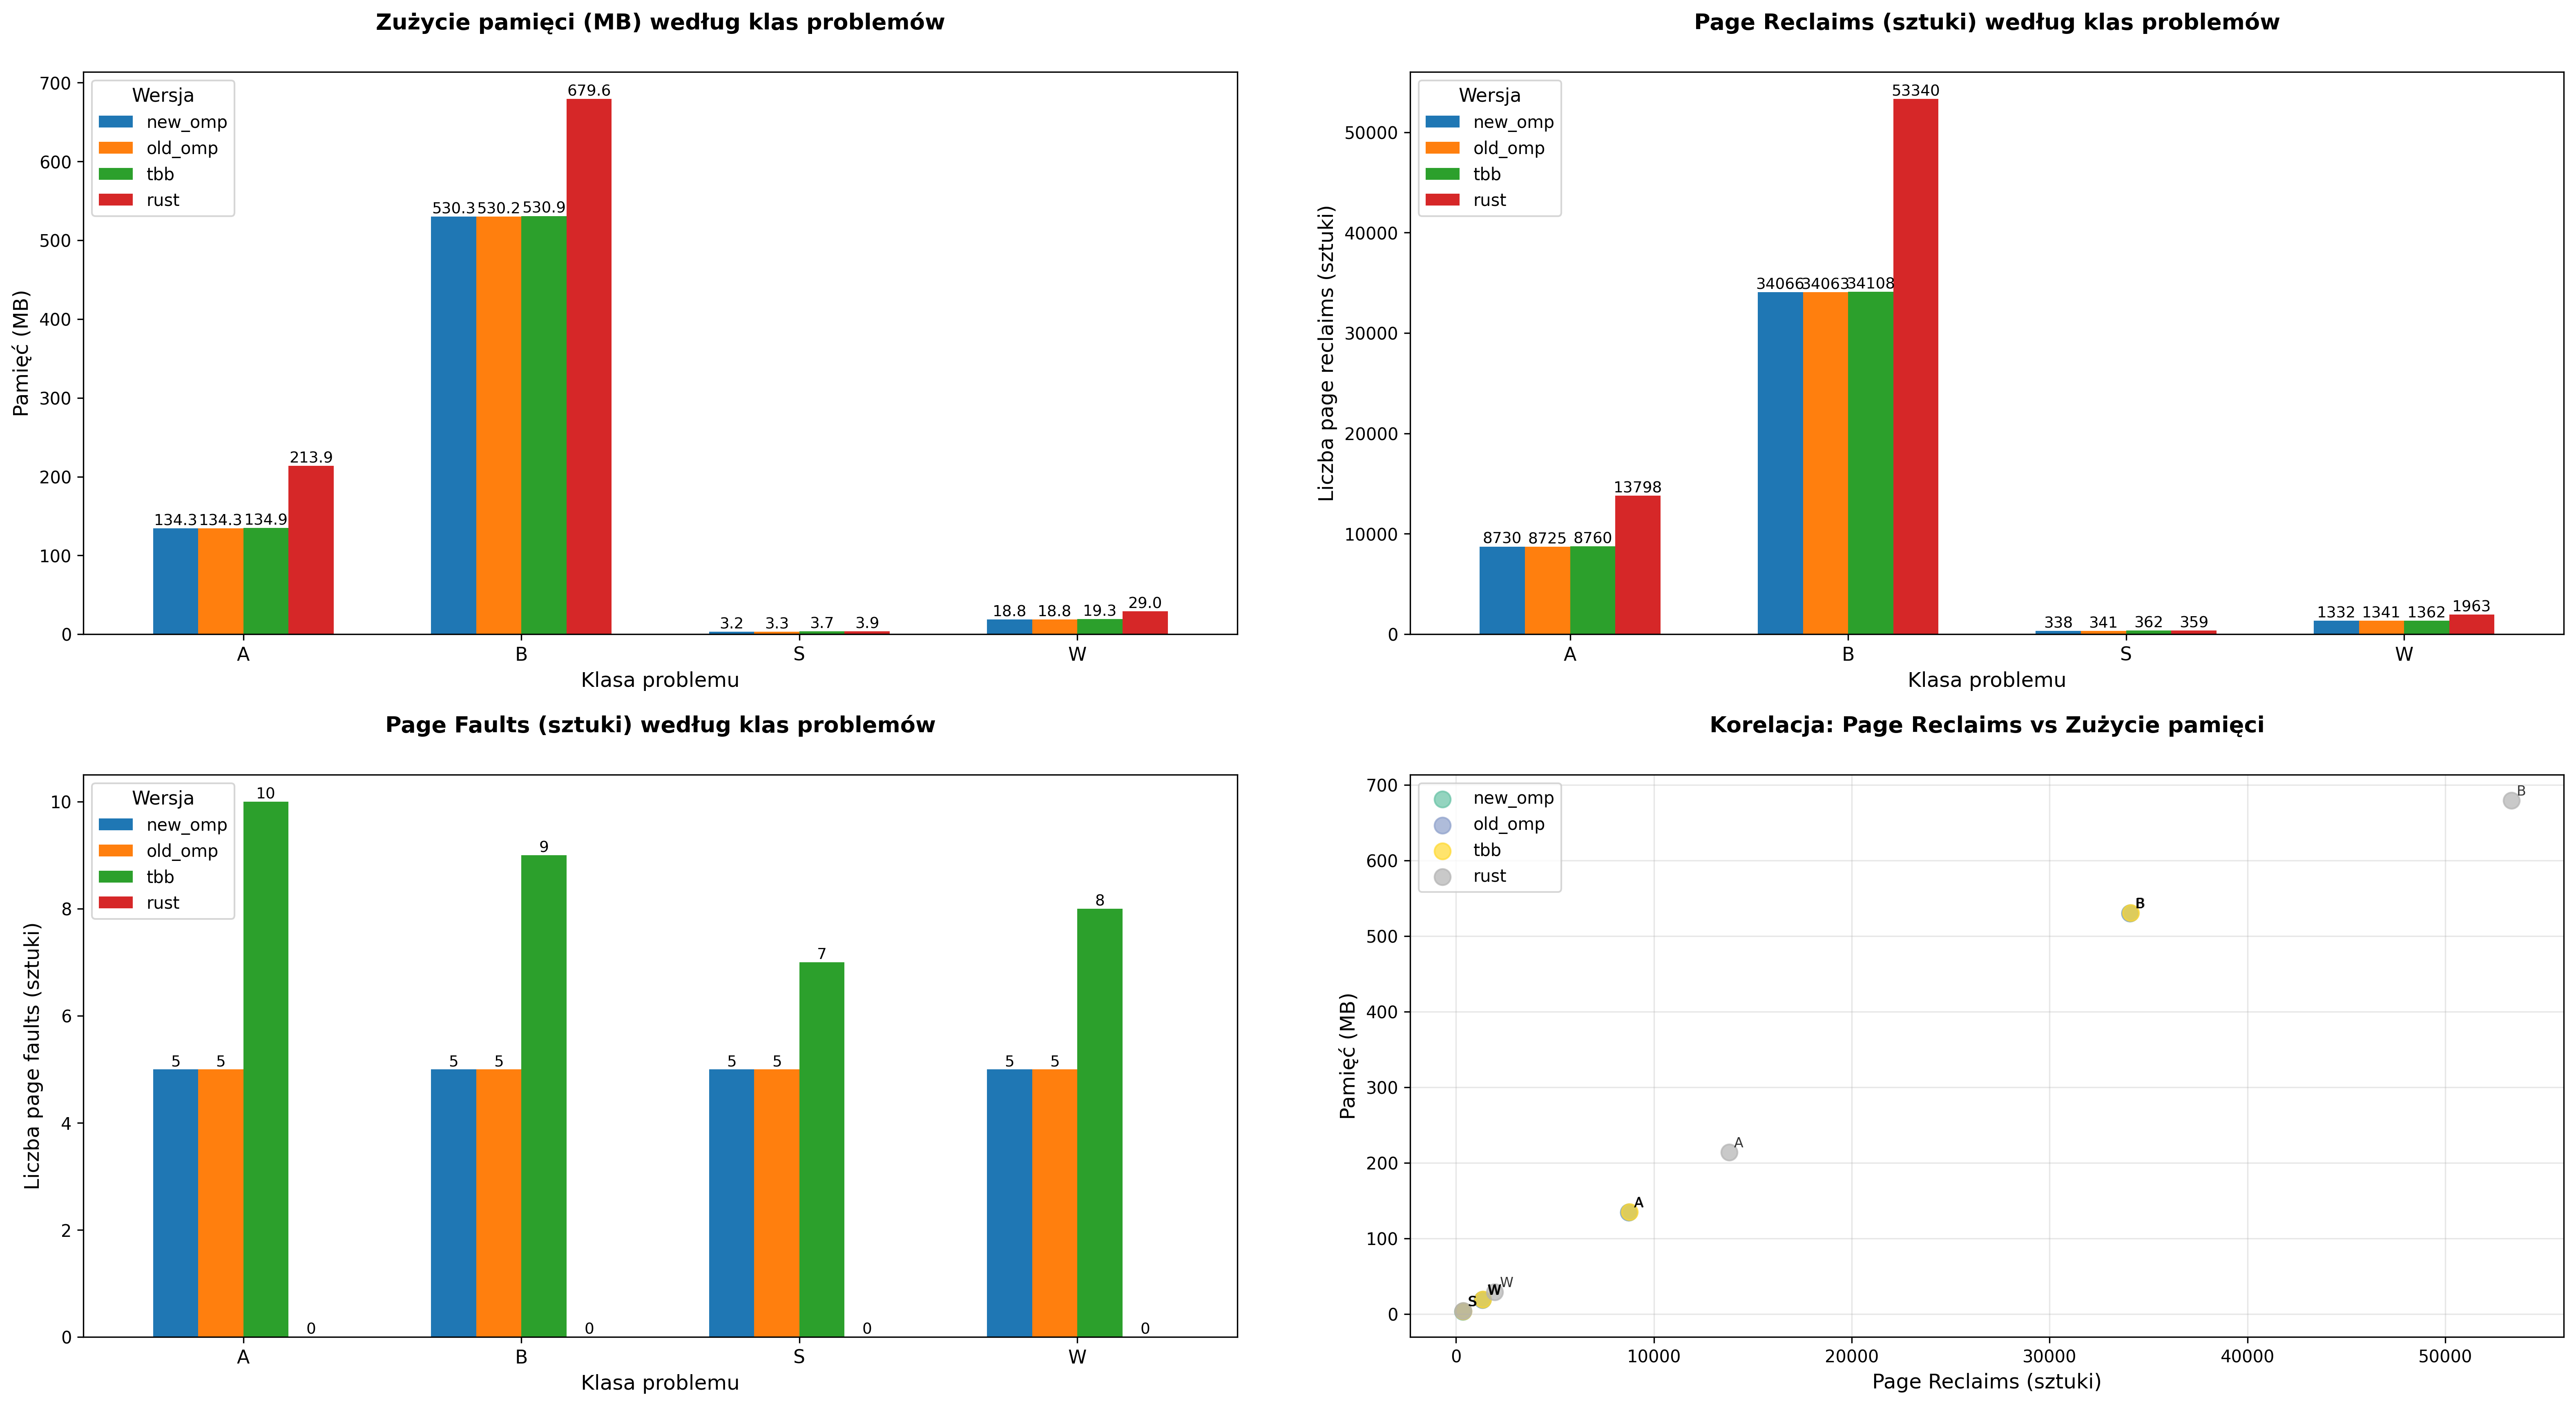 Zużycie pamięci (MB) według klas problemów
Pamięć (MB)
700
600
500
400
300
200
100
0
Wersja
new_omp
old_omp
tbb
rust
134.3 134.3 134.9 213.9
530.3 530.2 530.9 679.6
3.2 3.3 3.7 3.9
18.8 18.8 19.3 29.0
A B S W
Klasa problemu
Page Reclaims (sztuki) według klas problemów
Liczba page reclaims (sztuki)
50000
40000
30000
20000
10000
0
Wersja
new_omp
old_omp
tbb
rust
8730 8725 8760 13798
34066 34063 34108 53340
338 341 362 359
1332 1341 1362 1963
A B S W
Klasa problemu
Page Faults (sztuki) według klas problemów
Liczba page faults (sztuki)
10
8
6
4
2
0
Wersja
new_omp
old_omp
tbb
rust
5 5 10 0
5 5 9 0
5 5 7 0
5 5 8 0
A B S W
Klasa problemu
Korelacja: Page Reclaims vs Zużycie pamięci
Pamięć (MB)
700
600
500
400
300
200
100
0
new_omp
old_omp
tbb
rust
B
B
A
A
W
W
S
0 10000 20000 30000 40000 50000
Page Reclaims (sztuki)